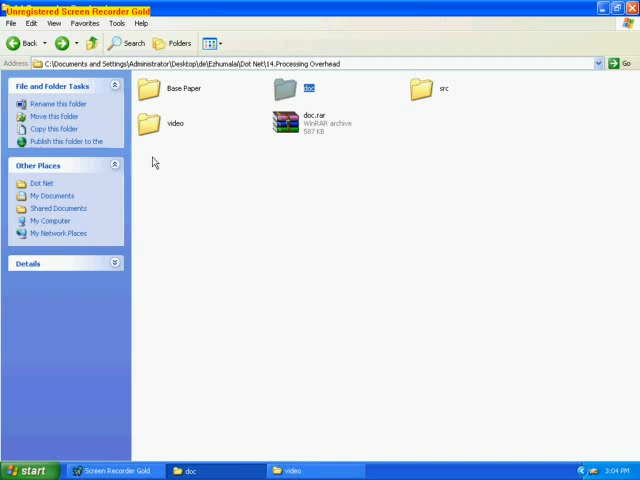 Unregistered Screen Recorder Gold
File Edit View Favorites Tools Help
Back Search Folders
Address C:\Documents and Settings\Administrator\Desktop\de\Ezhumalai\Dot Net\14.Processing Overhead Go
File and Folder Tasks
Rename this folder
Move this folder
Copy this folder
Publish this folder to the
Other Places
Dot Net
My Documents
Shared Documents
My Computer
My Network Places
Details
Base Paper
doc
src
video
doc.rar
WinRAR archive
587 KB
start Screen Recorder Gold doc video 3:04 PM